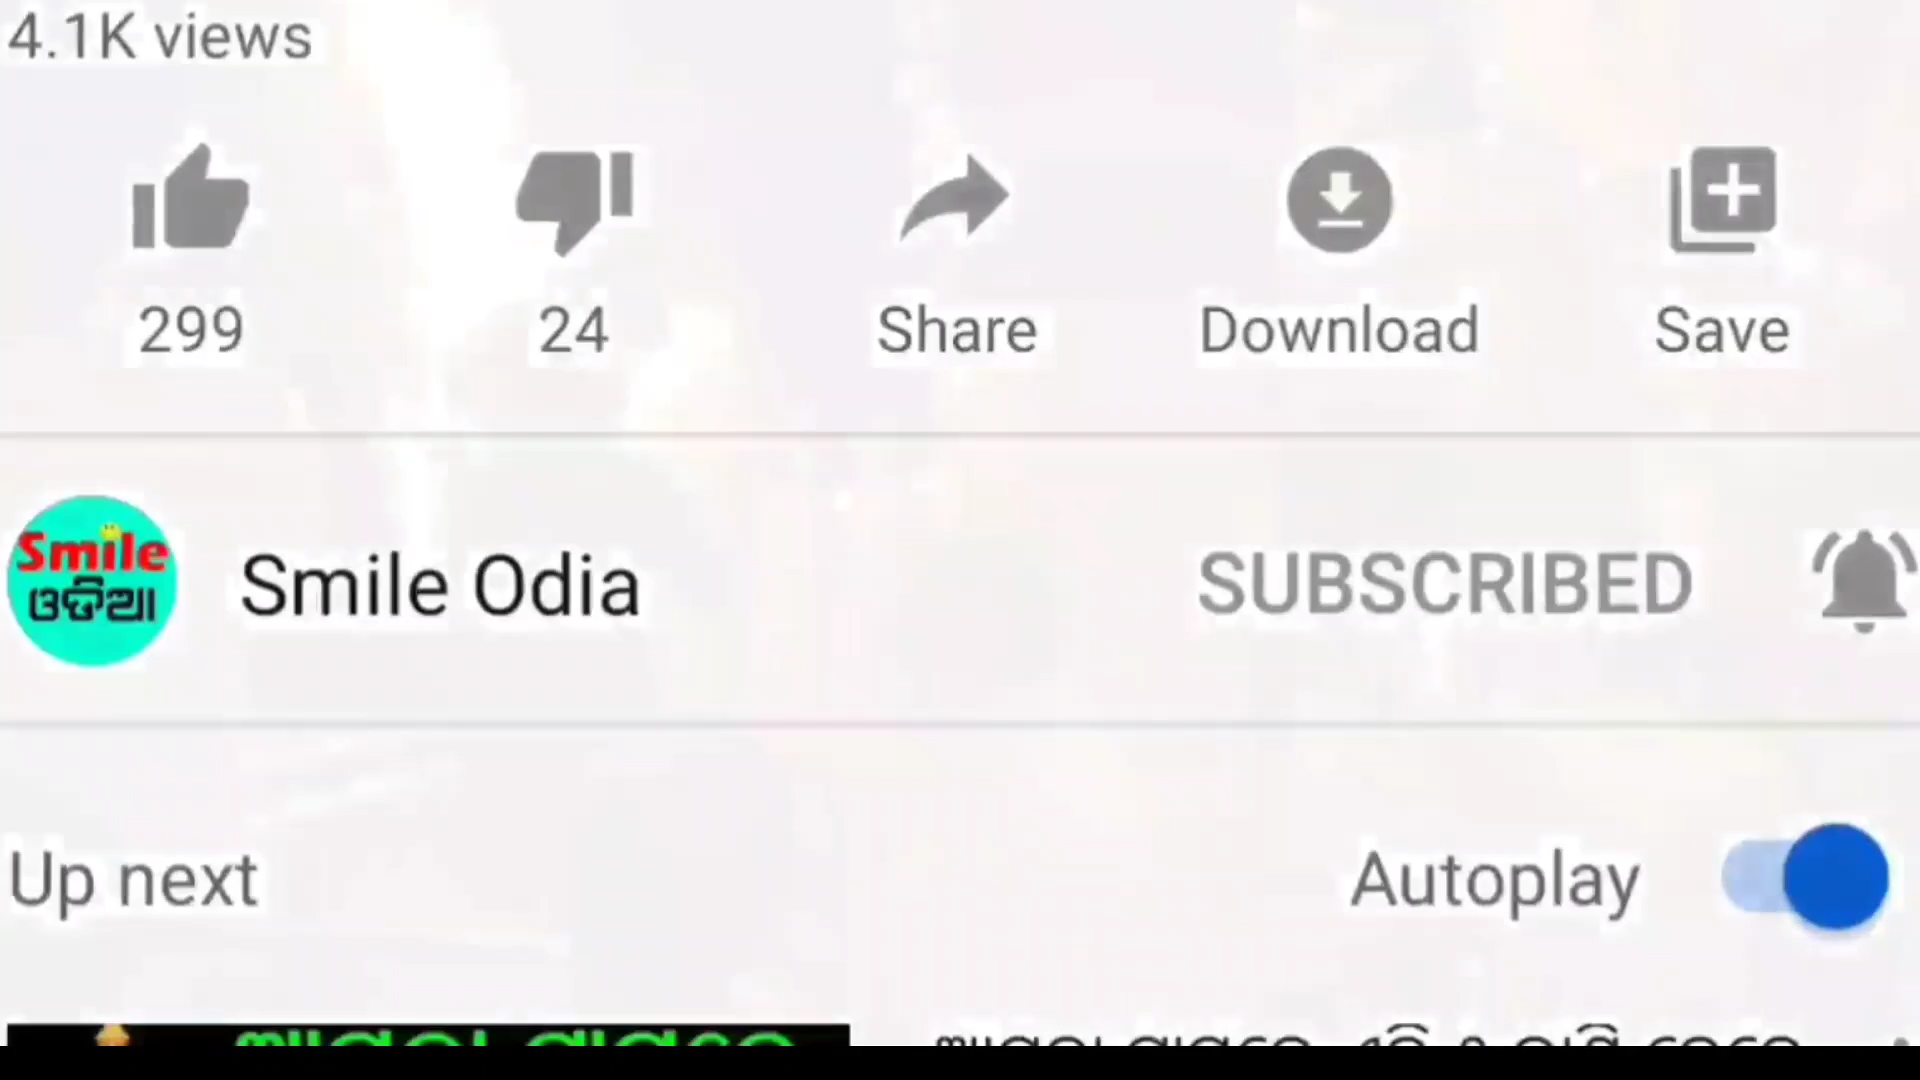 4.1K views
299 24 Share Download Save
Smile
ଓଡିଆ
Smile Odia SUBSCRIBED
Up next Autoplay